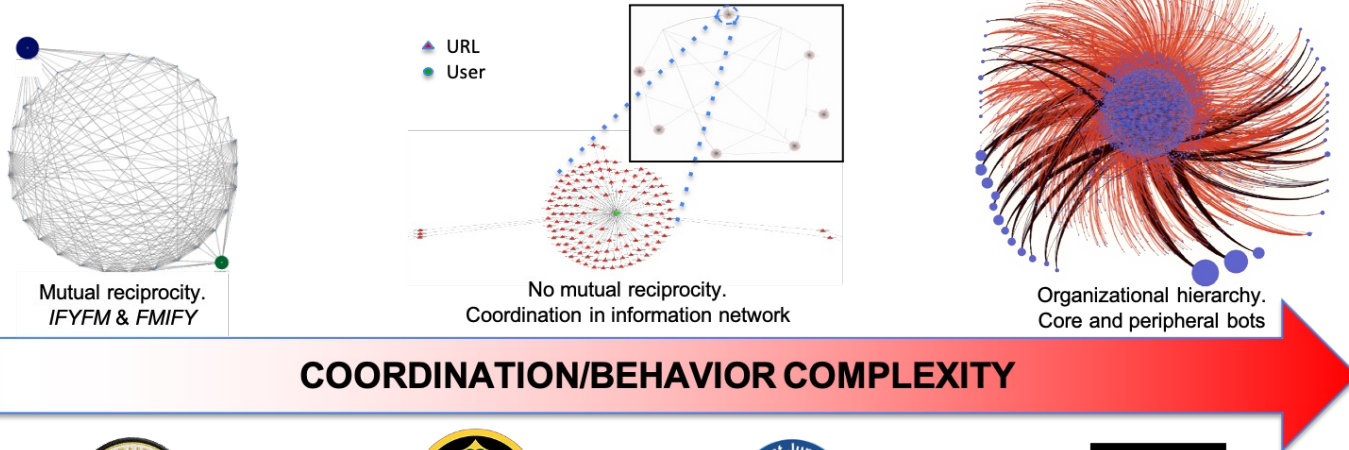 URL
User
Mutual reciprocity.
IFYFM & FMIFY
No mutual reciprocity.
Coordination in information network
Organizational hierarchy.
Core and peripheral bots
COORDINATION/BEHAVIOR COMPLEXITY